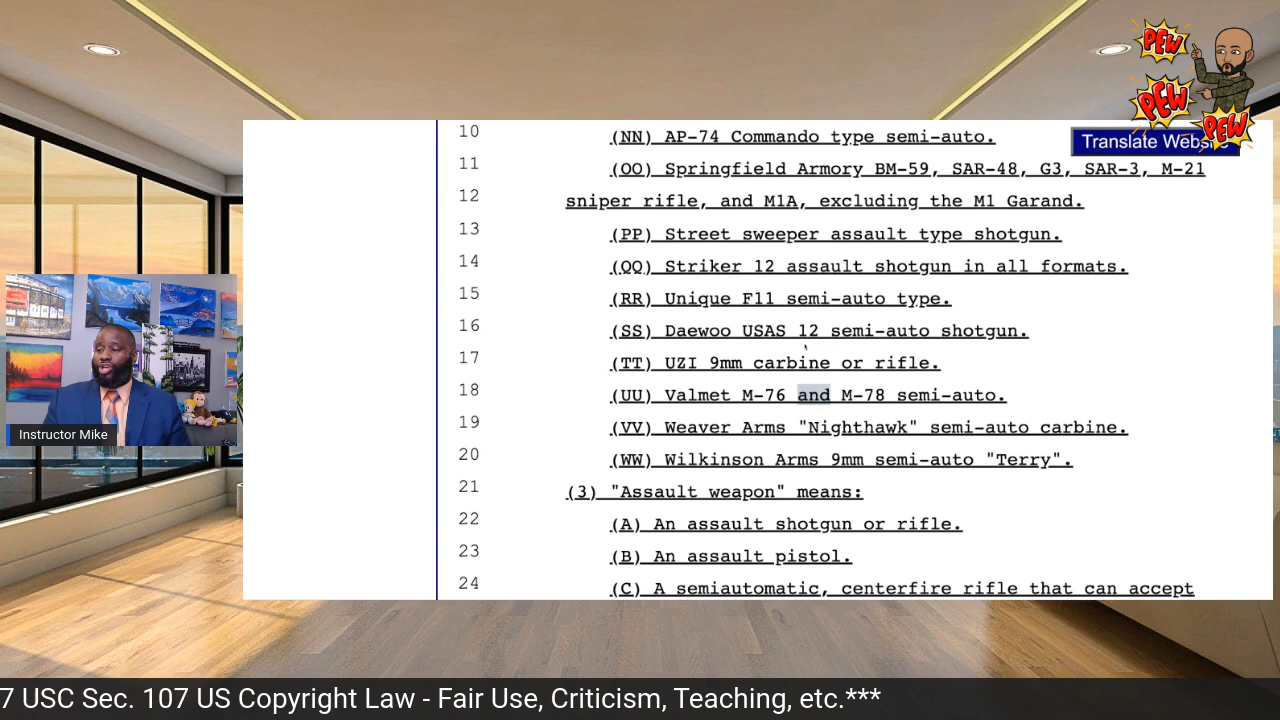 PEW
PEW
PEW
10 (NN) AP-74 Commando type semi-auto.
Translate Website
11 (OO) Springfield Armory BM-59, SAR-48, G3, SAR-3, M-21
12 sniper rifle, and M1A, excluding the M1 Garand.
13 (PP) Street sweeper assault type shotgun.
14 (QQ) Striker 12 assault shotgun in all formats.
15 (RR) Unique F11 semi-auto type.
16 (SS) Daewoo USAS 12 semi-auto shotgun.
17 (TT) UZI 9mm carbine or rifle.
18 (UU) Valmet M-76 and M-78 semi-auto.
19 (VV) Weaver Arms "Nighthawk" semi-auto carbine.
20 (WW) Wilkinson Arms 9mm semi-auto "Terry".
21 (3) "Assault weapon" means:
22 (A) An assault shotgun or rifle.
23 (B) An assault pistol.
24 (C) A semiautomatic, centerfire rifle that can accept
Instructor Mike
7 USC Sec. 107 US Copyright Law - Fair Use, Criticism, Teaching, etc.***